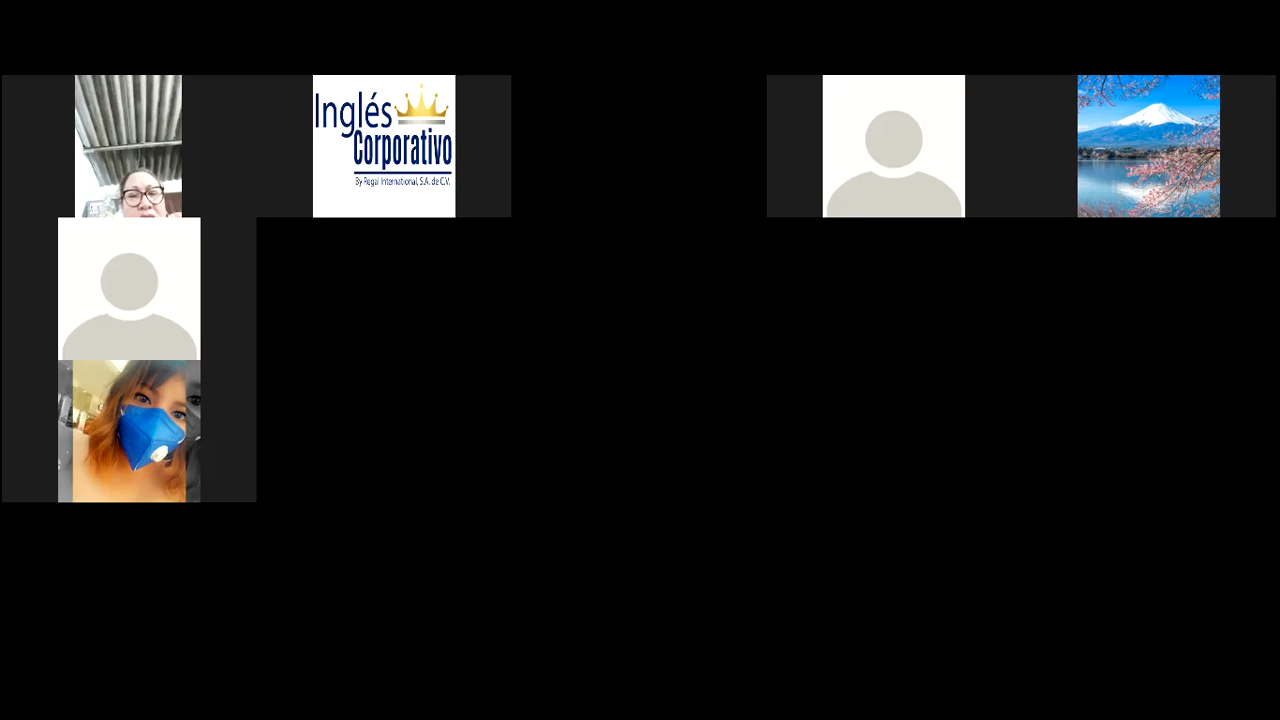 Inglés
Corporativo
By Regal International, S.A. de C.V.